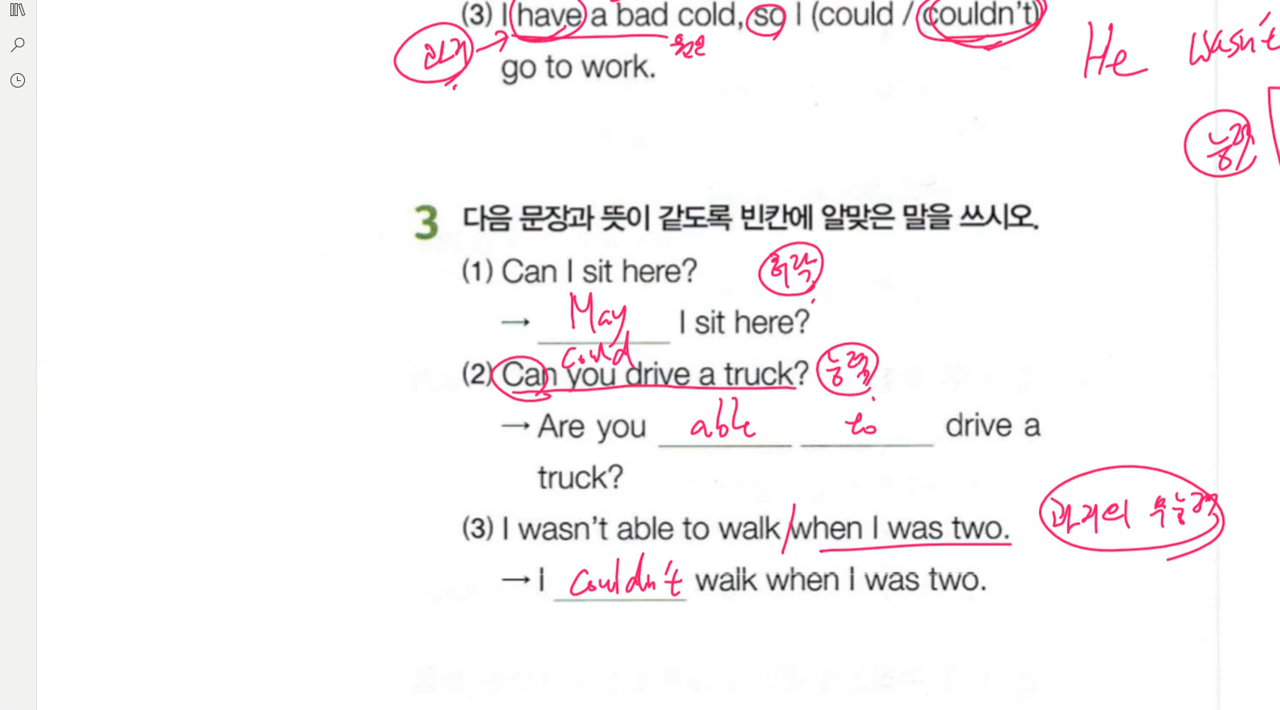 (3) I have a bad cold, so I (could / couldn't)
과거 원인
go to work.
He wasn't
능력
3 다음 문장과 뜻이 같도록 빈칸에 알맞은 말을 쓰시오.
(1) Can I sit here? 허락
→ May I sit here?
could
(2) Can you drive a truck? 능력
→ Are you able to drive a
truck?
(3) I wasn't able to walk / when I was two. 과거의 무능력
→ I couldn't walk when I was two.